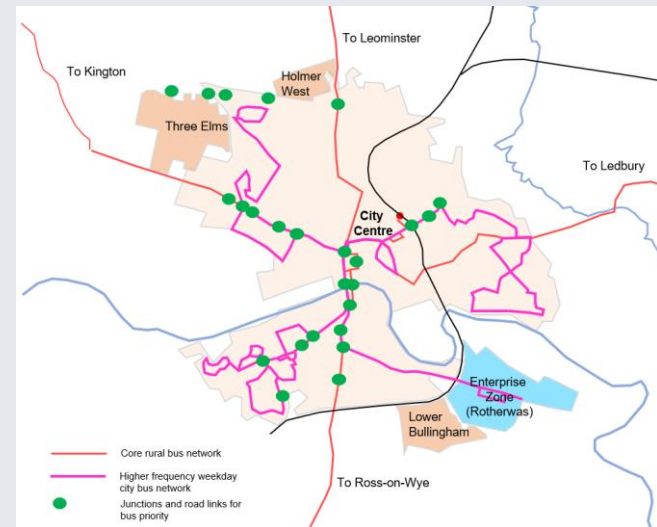 To Leominster
To Kington
Holmer
West
Three Elms
To Ledbury
City
Centre
Enterprise
Zone
(Rotherwas)
Lower
Bullingham
Core rural bus network
Higher frequency weekday
city bus network
To Ross-on-Wye
Junctions and road links for
bus priority